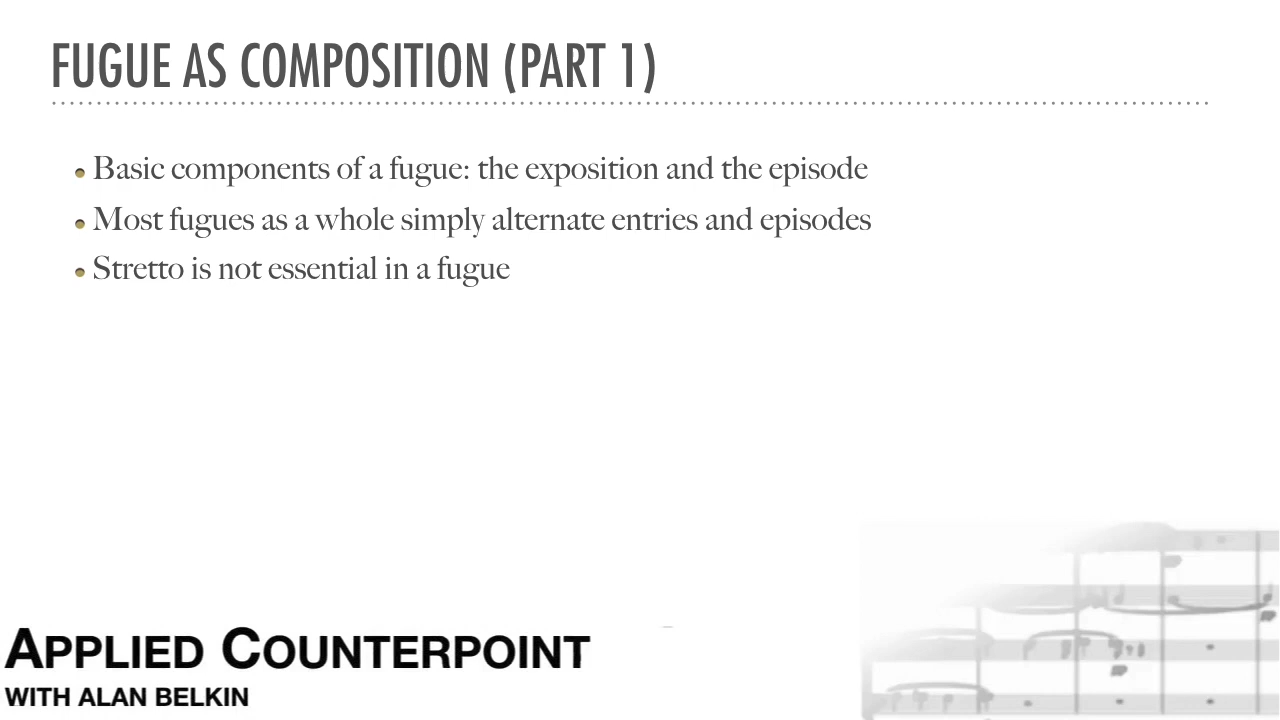 FUGUE AS COMPOSITION (PART 1)
• Basic components of a fugue: the exposition and the episode
• Most fugues as a whole simply alternate entries and episodes
• Stretto is not essential in a fugue
APPLIED COUNTERPOINT
WITH ALAN BELKIN